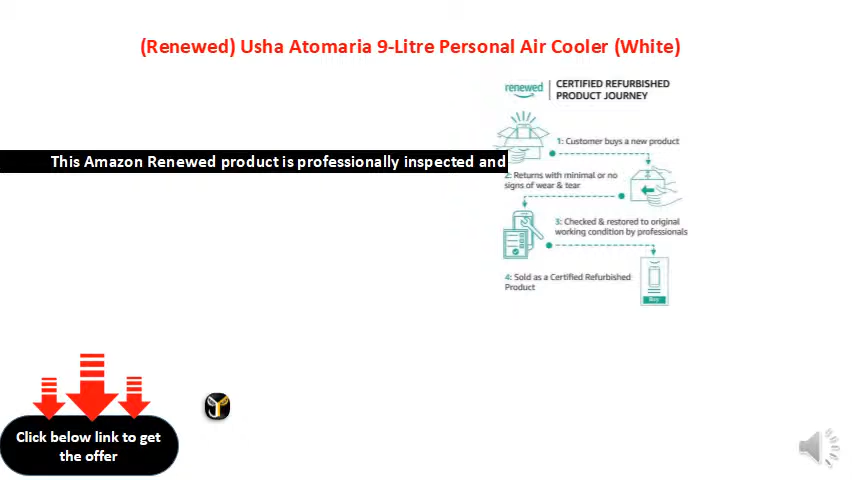 (Renewed) Usha Atomaria 9-Litre Personal Air Cooler (White)
renewed
CERTIFIED REFURBISHED
PRODUCT JOURNEY
1: Customer buys a new product
This Amazon Renewed product is professionally inspected and
2: Returns with minimal or no
signs of wear & tear
3: Checked & restored to original
working condition by professionals
4: Sold as a Certified Refurbished
Product
Buy
Click below link to get
the offer